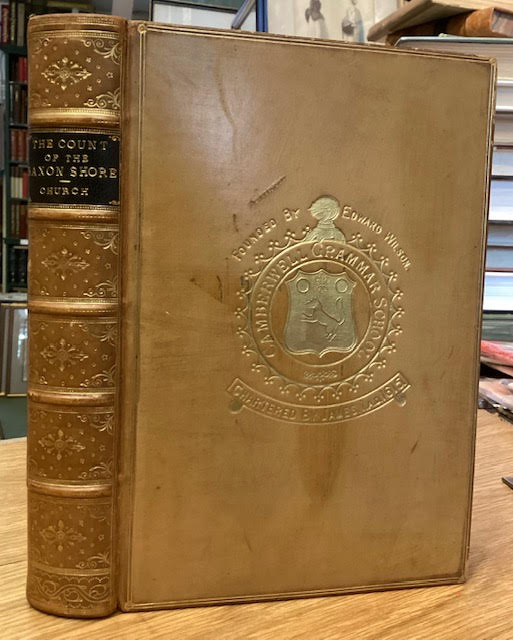 THE COUNT
OF THE
SAXON SHORE
CHURCH
FOUNDED BY EDWARD WILSON
CAMBERWELL GRAMMAR SCHOOL
CHARTERED BY JAMES